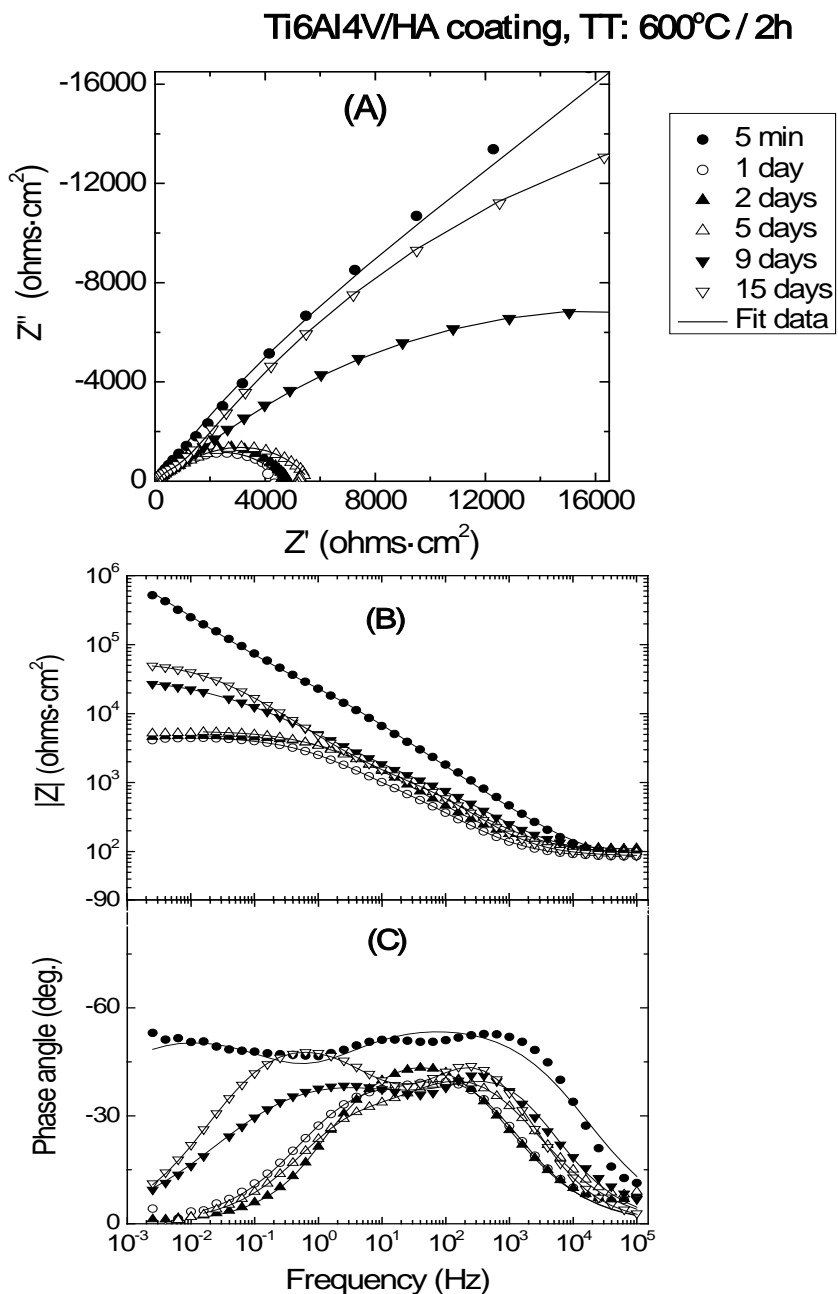 Ti6Al4V/HA coating, TT: 600°C / 2h
(A)
-16000
-12000
-8000
-4000
0
Z'' (ohms·cm²)
0
4000
8000
12000
16000
Z' (ohms·cm²)
5 min
1 day
2 days
5 days
9 days
15 days
Fit data
(B)
10⁶
10⁵
10⁴
10³
10²
|Z| (ohms·cm²)
-90
(C)
-60
-30
0
Phase angle (deg.)
10⁻³
10⁻²
10⁻¹
10⁰
10¹
10²
10³
10⁴
10⁵
Frequency (Hz)